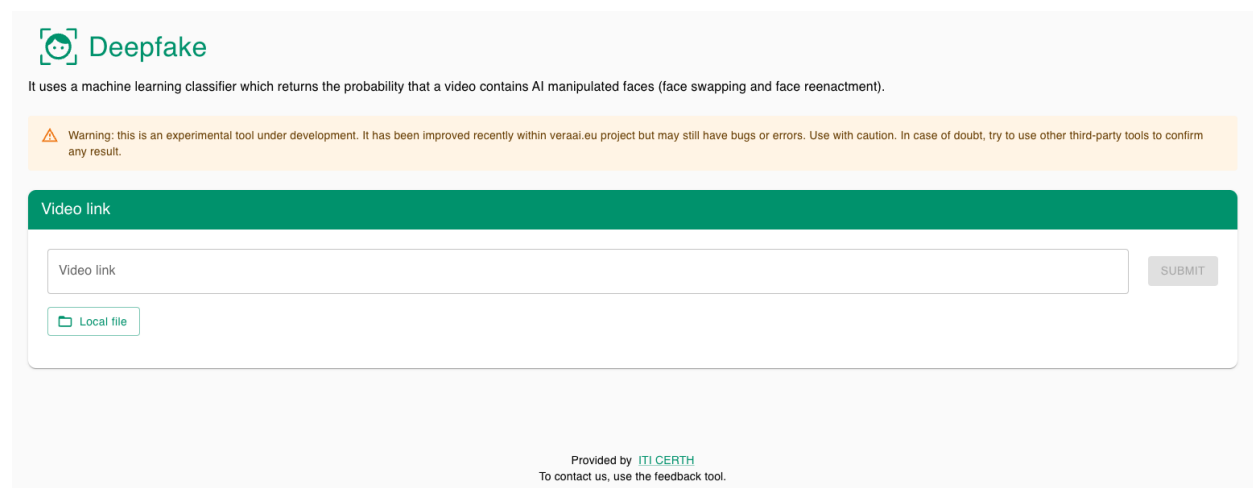 Deepfake
It uses a machine learning classifier which returns the probability that a video contains AI manipulated faces (face swapping and face reenactment).
Warning: this is an experimental tool under development. It has been improved recently within veraai.eu project but may still have bugs or errors. Use with caution. In case of doubt, try to use other third-party tools to confirm
any result.
Video link
Video link
SUBMIT
Local file
Provided by ITI CERTH
To contact us, use the feedback tool.